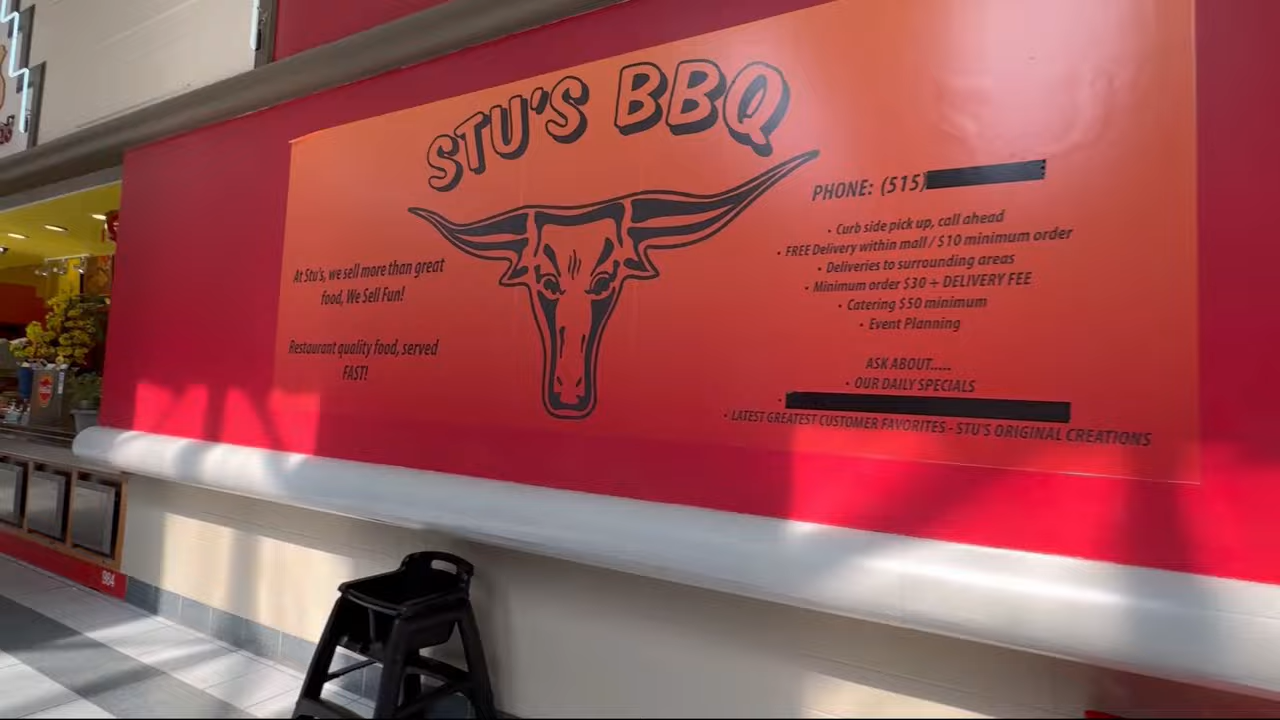 STU'S BBQ
At Stu's, we sell more than great
food, We Sell Fun!
Restaurant quality food, served
FAST!
PHONE: (515)
• Curb side pick up, call ahead
• FREE Delivery within mall / $10 minimum order
• Deliveries to surrounding areas
• Minimum order $30 + DELIVERY FEE
• Catering $50 minimum
• Event Planning
ASK ABOUT.....
• OUR DAILY SPECIALS
•
• LATEST GREATEST CUSTOMER FAVORITES - STU'S ORIGINAL CREATIONS
964